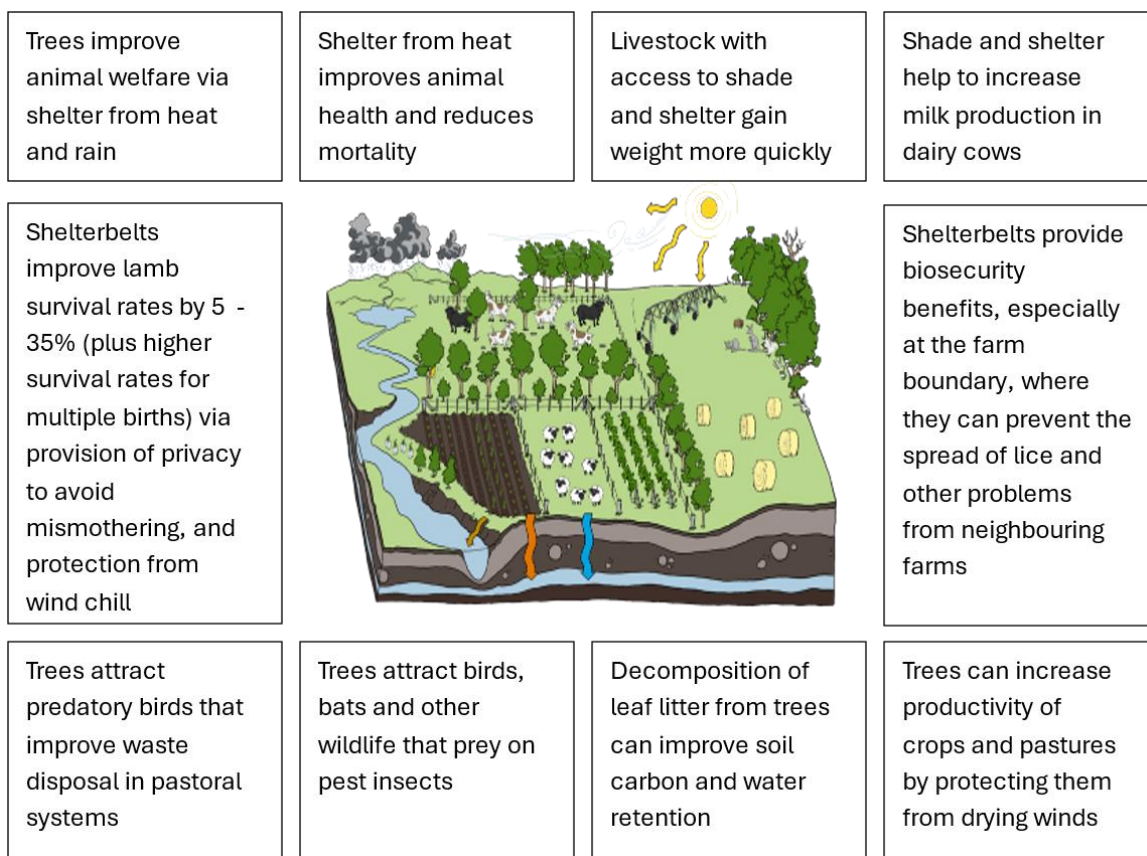 Trees improve
animal welfare via
shelter from heat
and rain
Shelter from heat
improves animal
health and reduces
mortality
Livestock with
access to shade
and shelter gain
weight more quickly
Shade and shelter
help to increase
milk production in
dairy cows
Shelterbelts
improve lamb
survival rates by 5 -
35% (plus higher
survival rates for
multiple births) via
provision of privacy
to avoid
mismothering, and
protection from
wind chill
Shelterbelts provide
biosecurity
benefits, especially
at the farm
boundary, where
they can prevent the
spread of lice and
other problems
from neighbouring
farms
Trees attract
predatory birds that
improve waste
disposal in pastoral
systems
Trees attract birds,
bats and other
wildlife that prey on
pest insects
Decomposition of
leaf litter from trees
can improve soil
carbon and water
retention
Trees can increase
productivity of
crops and pastures
by protecting them
from drying winds